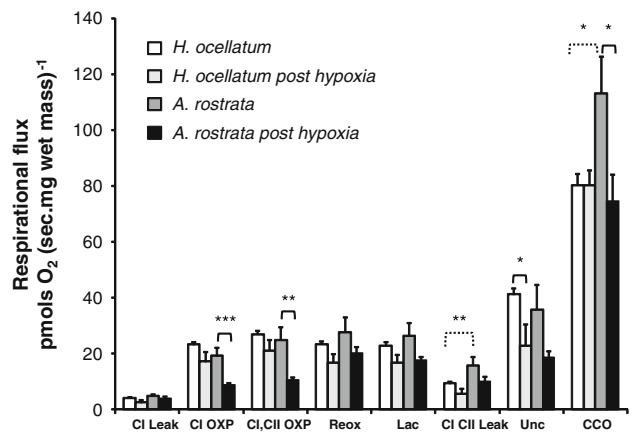 Respirational flux
pmols O₂ (sec.mg wet mass)⁻¹
140
120
100
80
60
40
20
0
H. ocellatum
H. ocellatum post hypoxia
A. rostrata
A. rostrata post hypoxia
***
**
**
*
*
*
CI Leak
CI OXP
CI,CII OXP
Reox
Lac
CI CII Leak
Unc
CCO